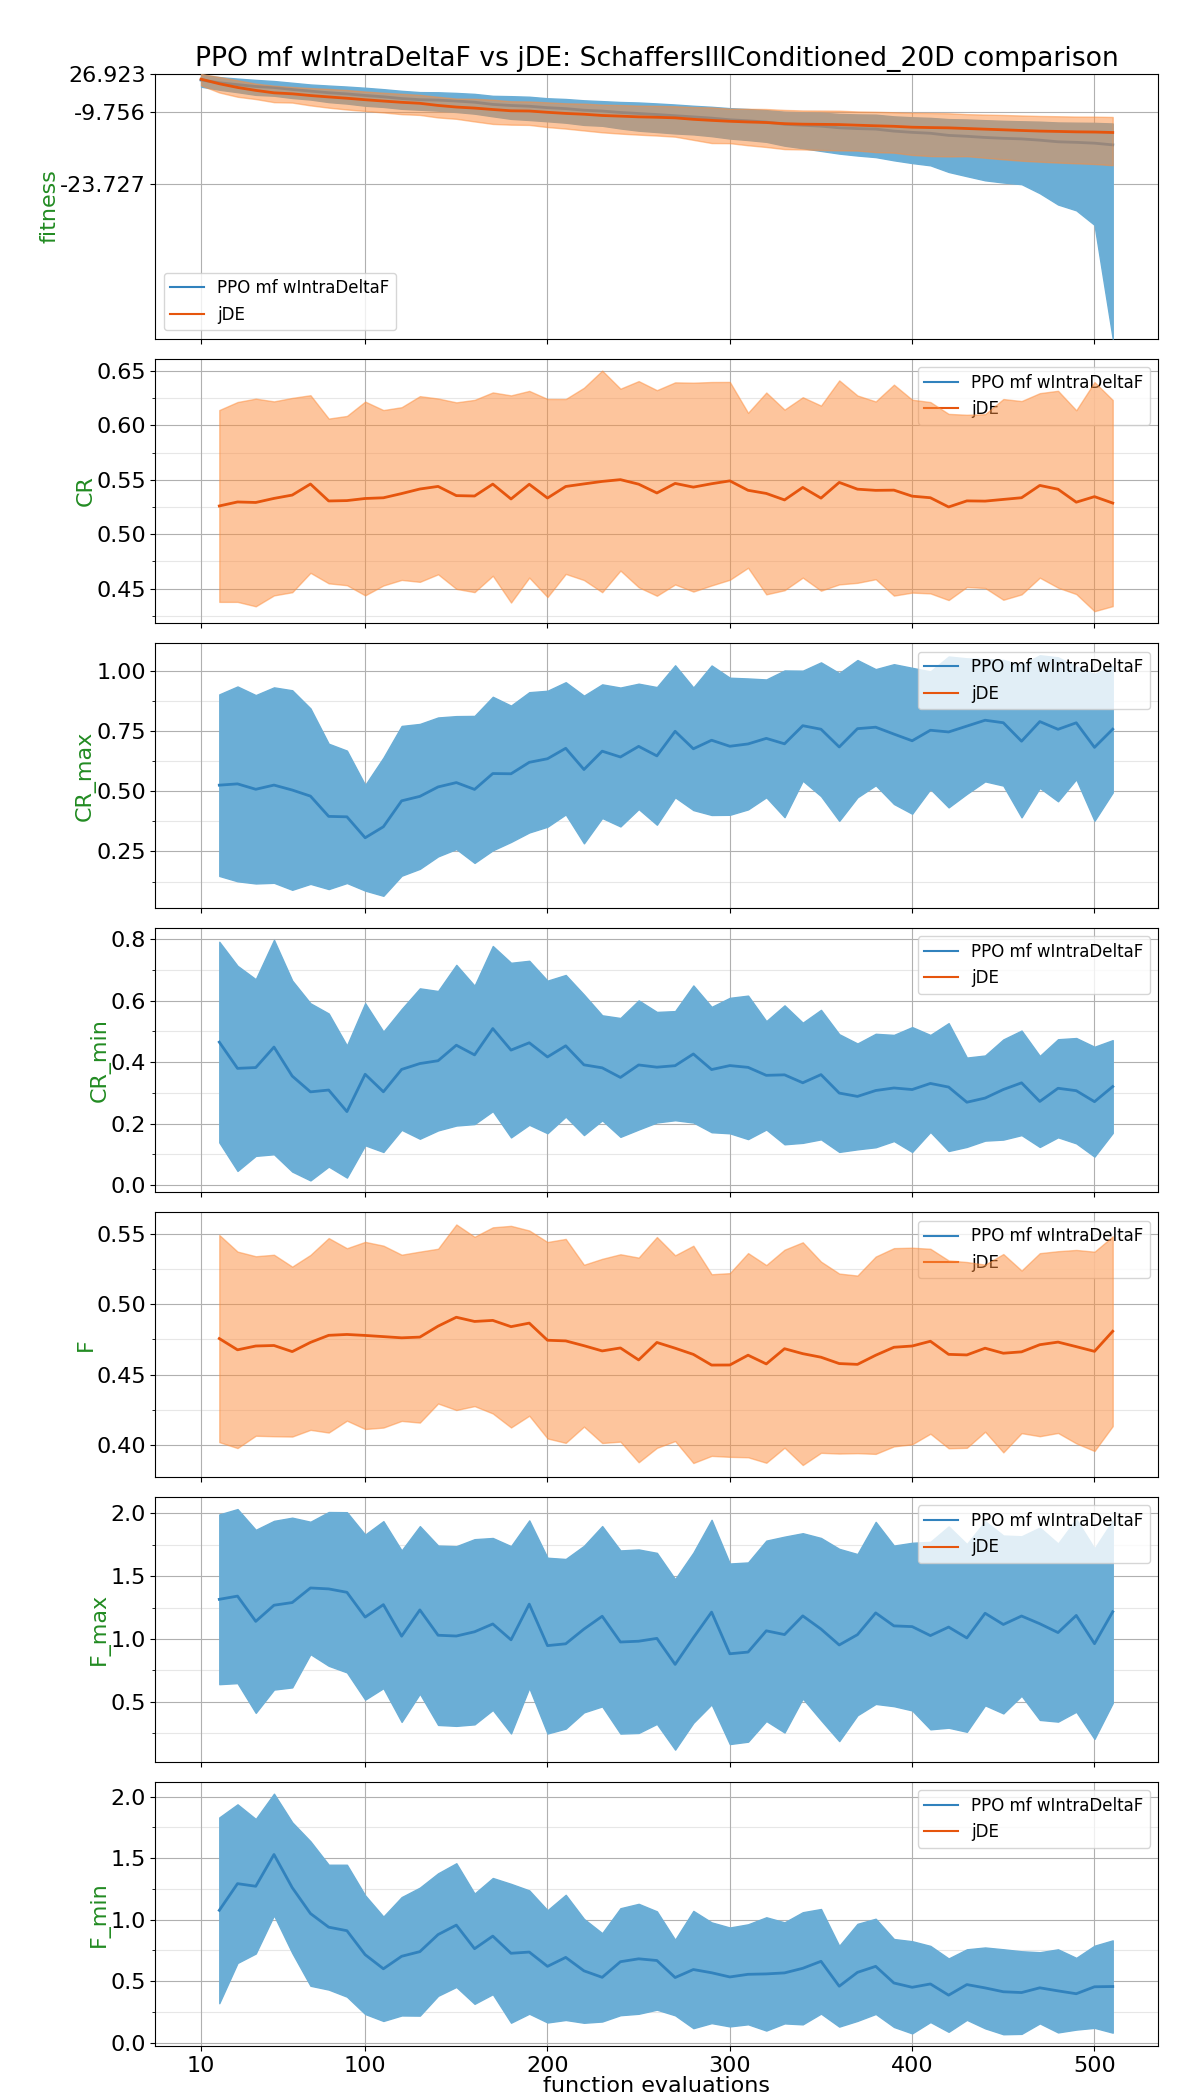 PPO mf wIntraDeltaF vs jDE: SchaffersIllConditioned_20D comparison
26.923
-9.756
-23.727
fitness
PPO mf wIntraDeltaF
jDE
0.65
0.60
0.55
0.50
0.45
CR
PPO mf wIntraDeltaF
jDE
1.00
0.75
0.50
0.25
CR_max
PPO mf wIntraDeltaF
jDE
0.8
0.6
0.4
0.2
0.0
CR_min
PPO mf wIntraDeltaF
jDE
0.55
0.50
0.45
0.40
F
PPO mf wIntraDeltaF
jDE
2.0
1.5
1.0
0.5
F_max
PPO mf wIntraDeltaF
jDE
2.0
1.5
1.0
0.5
0.0
F_min
PPO mf wIntraDeltaF
jDE
10 100 200 300 400 500
function evaluations